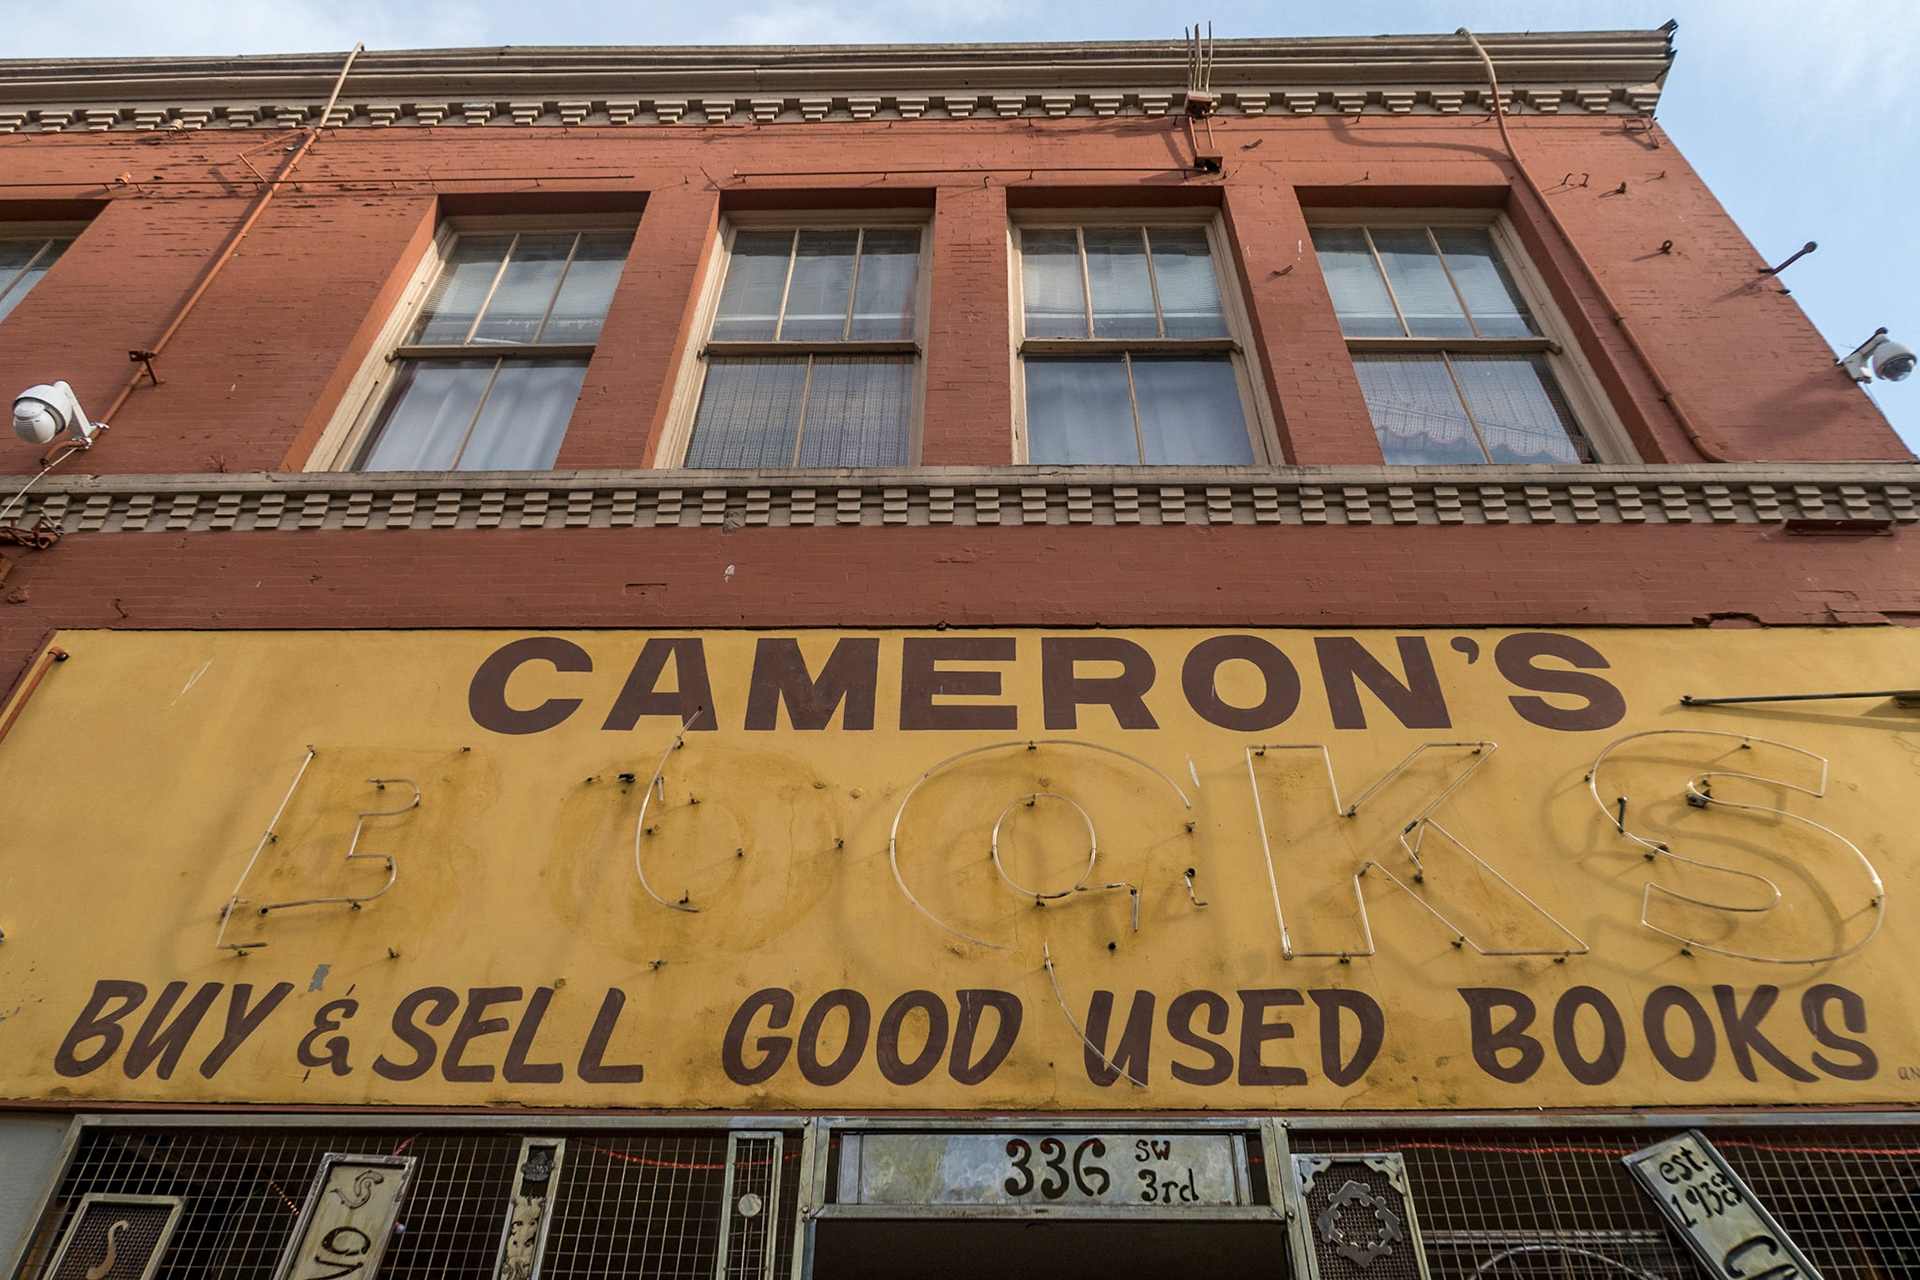 CAMERON'S
BOOKS
BUY & SELL GOOD USED BOOKS
336 SW 3rd
est. 1938